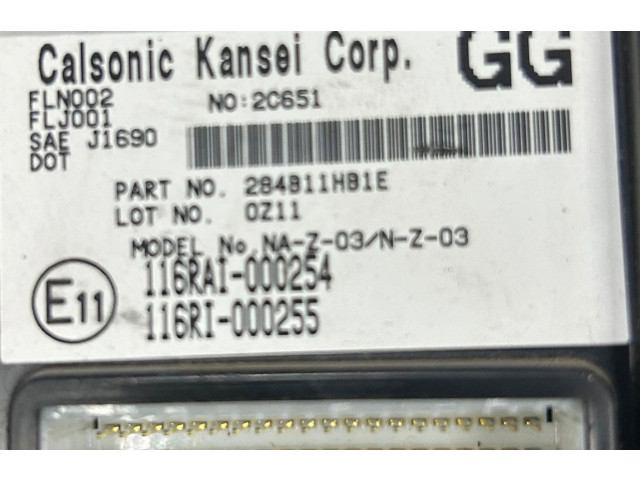 Calsonic Kansei Corp. GG
FLN002 NO:2C651
FLJ001
SAE J1690
DOT
PART NO. 284B11HB1E
LOT NO. 0Z11
MODEL No. NA-Z-03/N-Z-03
E11 116RAI-000254
116RI-000255